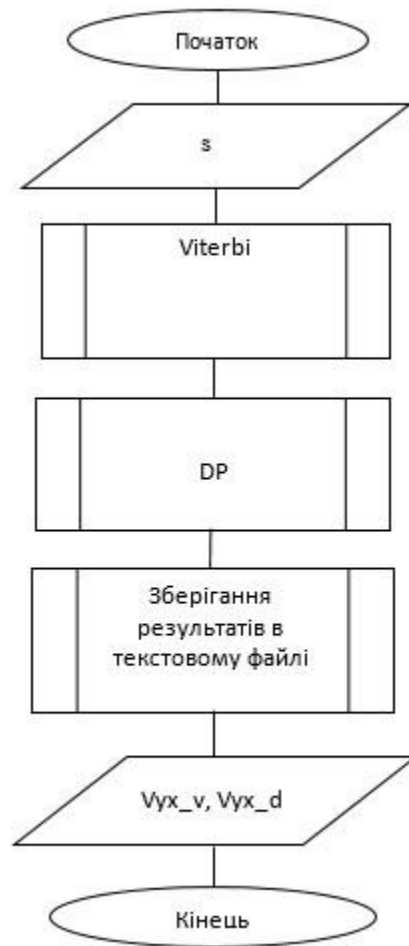 Початок
s
Viterbi
DP
Зберігання
результатів в
текстовому файлі
Vyx_v, Vyx_d
Кінець